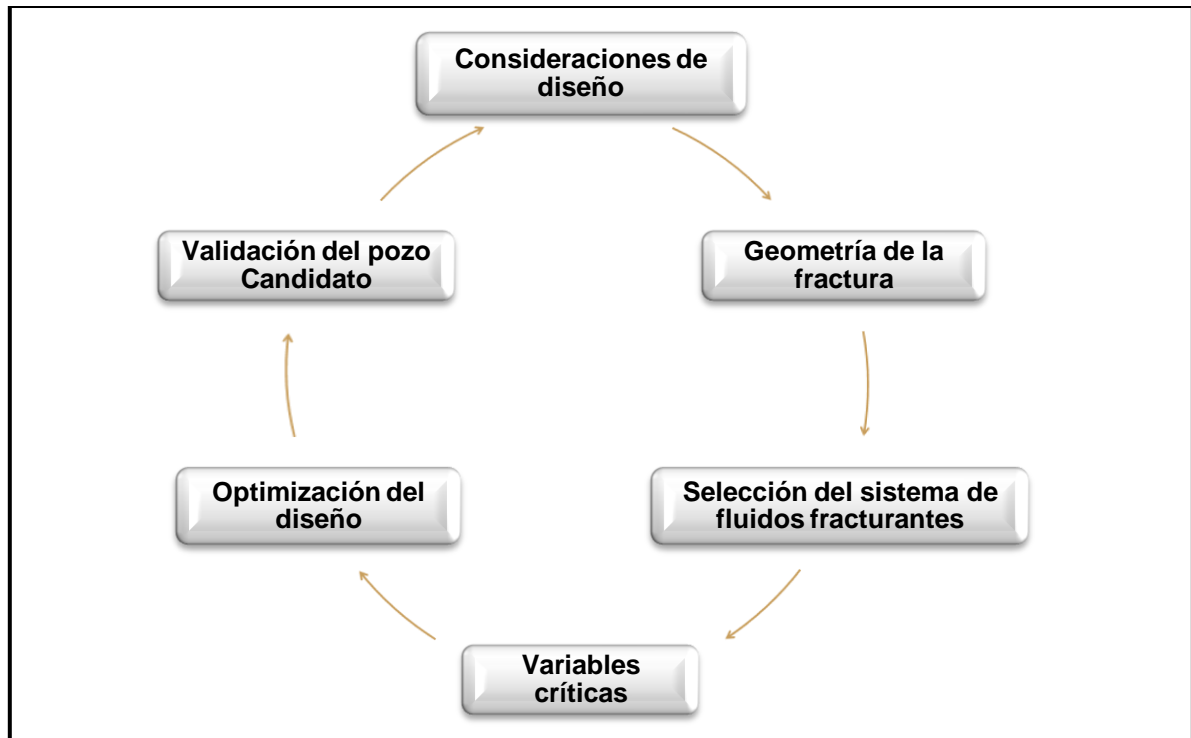 Consideraciones de
diseño
Validación del pozo
Candidato
Geometría de la
fractura
Optimización del
diseño
Selección del sistema de
fluidos fracturantes
Variables
críticas